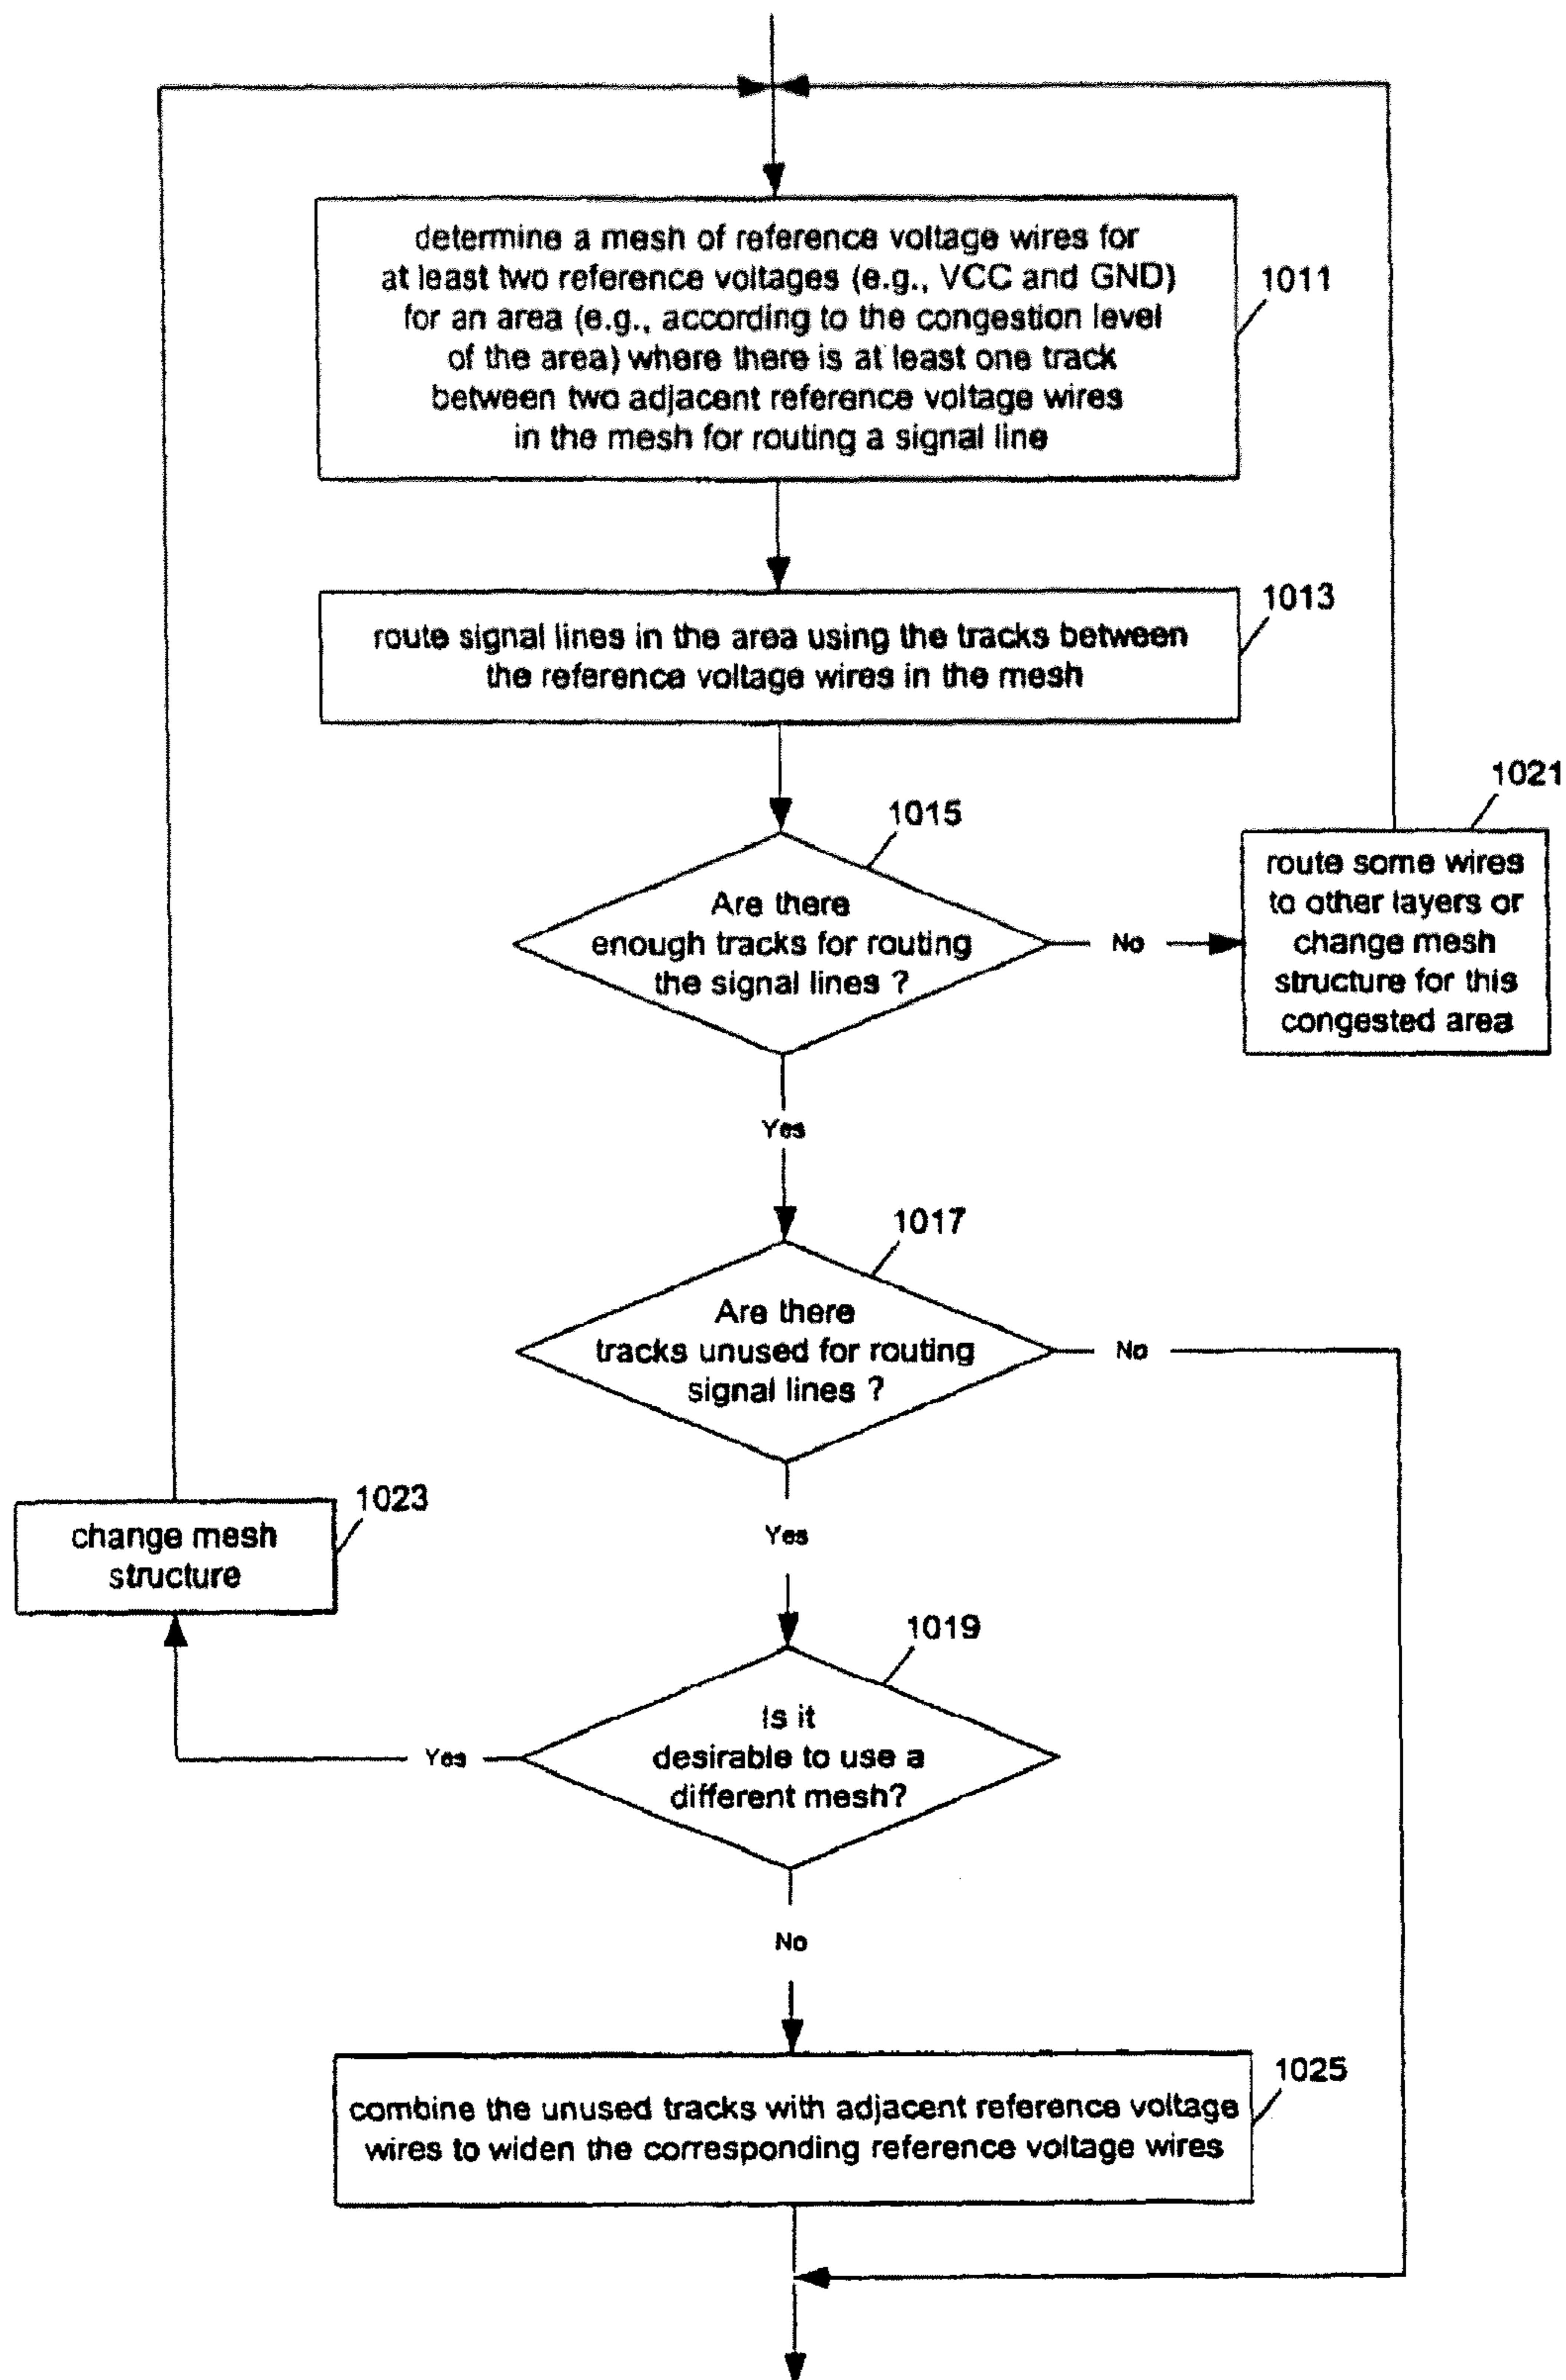 determine a mesh of reference voltage wires for
at least two reference voltages (e.g., VCC and GND)
for an area (e.g., according to the congestion level
of the area) where there is at least one track
between two adjacent reference voltage wires
in the mesh for routing a signal line
1011
route signal lines in the area using the tracks between
the reference voltage wires in the mesh
1013
Are there
enough tracks for routing
the signal lines ?
1015
No
route some wires
to other layers or
change mesh
structure for this
congested area
1021
Yes
Are there
tracks unused for routing
signal lines ?
1017
No
Yes
change mesh
structure
1023
Is it
desirable to use a
different mesh?
1019
Yes
No
combine the unused tracks with adjacent reference voltage
wires to widen the corresponding reference voltage wires
1025